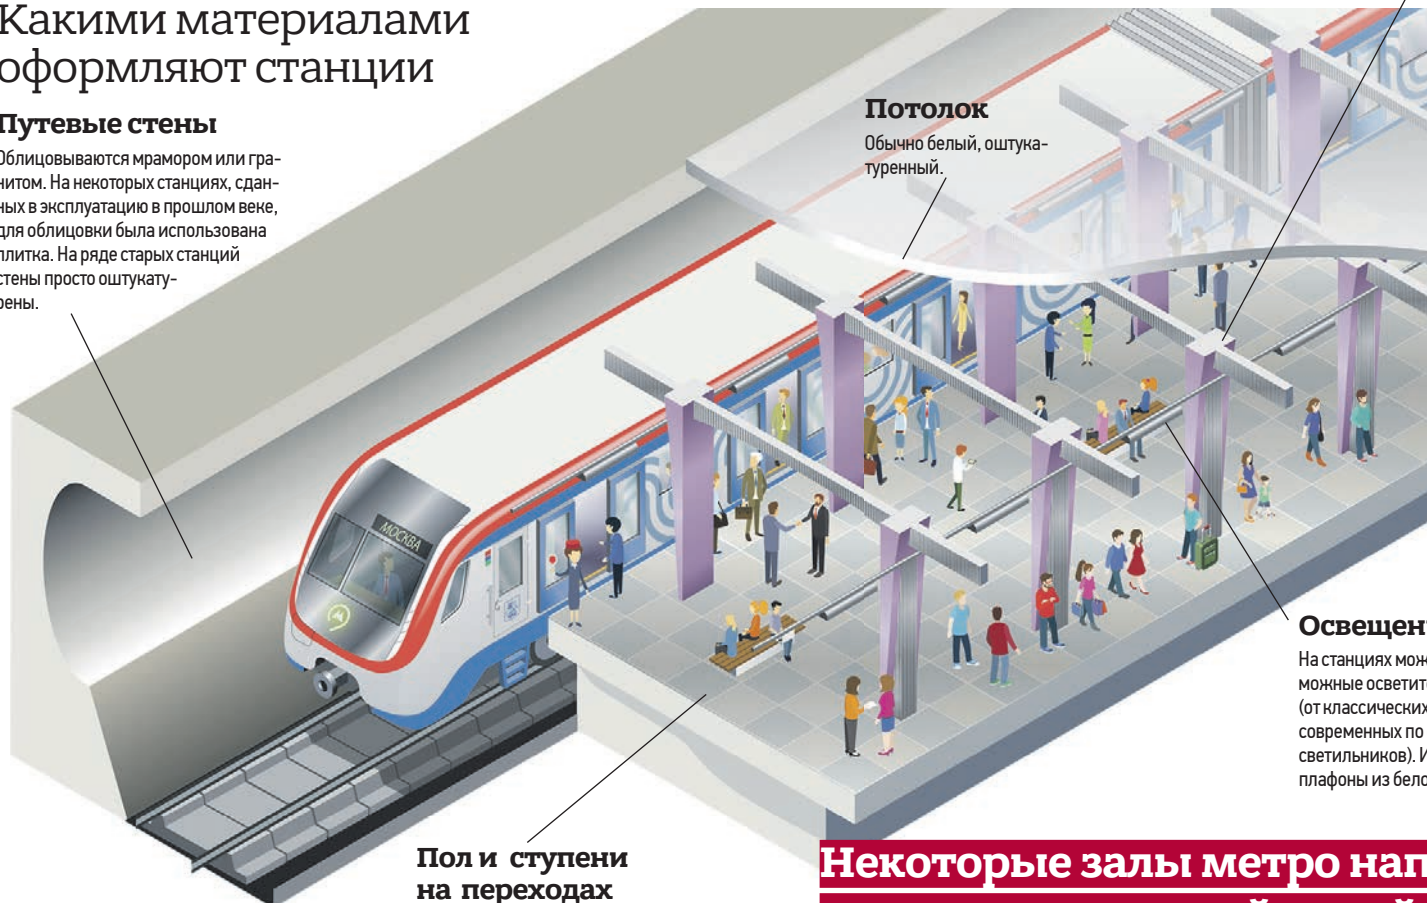 Какими материалами
оформляют станции
Путевые стены
Облицовываются мрамором или гра-
нитом. На некоторых станциях, сдан-
ных в эксплуатацию в прошлом веке,
для облицовки была использована
плитка. На ряде старых станций
стены просто оштукату-
рены.
Потолок
Обычно белый, оштука-
туренный.
МОСКВА
Освещен
На станциях мож
можные осветит
(от классических
современных по
светильников). И
плафоны из бело
Пол и ступени
на переходах
Некоторые залы метро нап